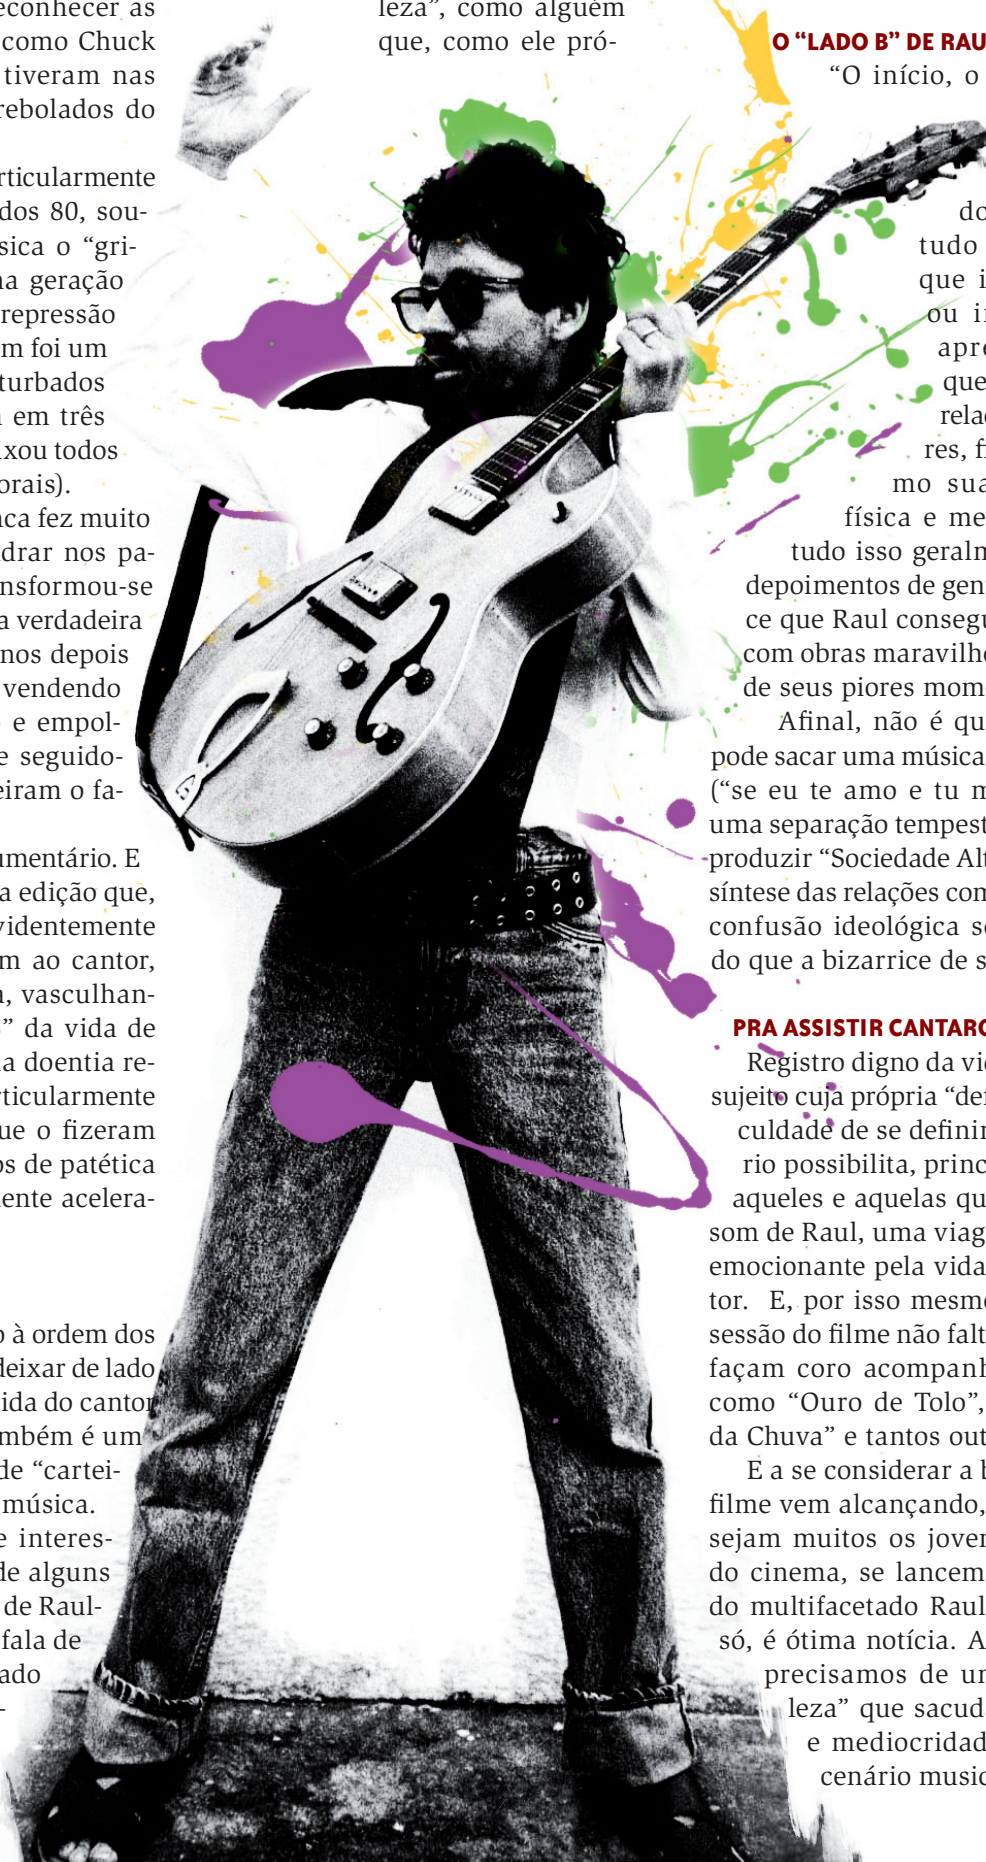 econhecer as
como Chuck
tiveram nas
rebolados do
rticularmente
dos 80, sou-
sica o “gri-
na geração
repressão
m foi um
turbados
em três
ixou todos
orais).
nca fez muito
drar nos pa-
ansformou-se
a verdadeira
nos depois
vendendo
e empol-
e seguido-
eiram o fa-
umentário. E
a edição que,
videntemente
m ao cantor,
, vasculhan-
” da vida de
a doentia re-
rticularmente
ue o fizeram
os de patética
ente acelera-
o à ordem dos
deixar de lado
ida do cantor
mbém é um
de “cartei-
música.
e interes-
de alguns
de Raul-
fala de
ado
-
leza”, como alguém
que, como ele pró-
O “LADO B” DE RAU
“O início, o
do
tudo
que i
ou i
apre
que
rela
res, fi
mo sua
física e me
tudo isso geralm
depoimentos de gen
ce que Raul consegu
com obras maravilh
de seus piores mom
Afinal, não é qu
pode sacar uma música
(“se eu te amo e tu m
uma separação tempest
produzir “Sociedade Alt
síntese das relações com
confusão ideológica s
do que a bizarrice de s
PRA ASSISTIR CANTARO
Registro digno da vi
sujeito cuja própria “de
culdade de se definir
rio possibilita, princ
aqueles e aquelas qu
som de Raul, uma viag
emocionante pela vida
tor. E, por isso mesm
sessão do filme não falt
façam coro acompanh
como “Ouro de Tolo”,
da Chuva” e tantos out
E a se considerar a b
filme vem alcançando,
sejam muitos os joven
do cinema, se lancem
do multifacetado Raul
só, é ótima notícia. A
precisamos de un
leza” que sacud
e mediocridad
cenário music